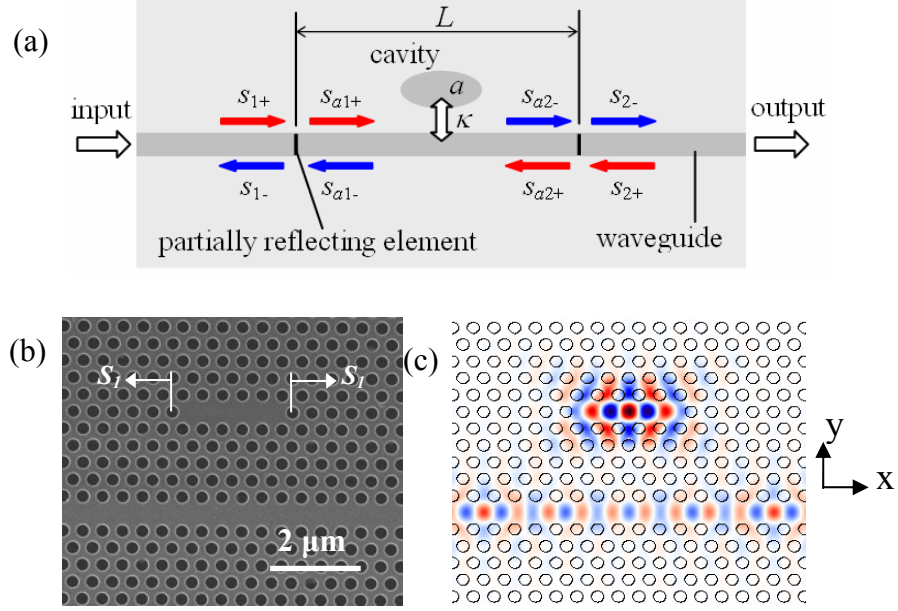 (a)
L
cavity
a
input
s1+
sa1+
κ
sa2-
s2-
output
s1-
sa1-
sa2+
s2+
partially reflecting element
waveguide
(b)
S1
S1
2 μm
(c)
y
x